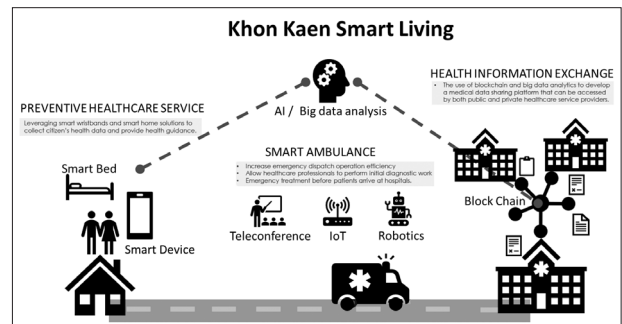 Khon Kaen Smart Living
AI / Big data analysis
PREVENTIVE HEALTHCARE SERVICE
Leveraging smart wristbands and smart home solutions to
collect citizen's health data and provide health guidance.
Smart Bed
Smart Device
SMART AMBULANCE
• Increase emergency dispatch operation efficiency
• Allow healthcare professionals to perform initial diagnostic work
• Emergency treatment before patients arrive at hospitals.
Teleconference
IoT
Robotics
HEALTH INFORMATION EXCHANGE
• The use of blockchain and big data analytics to develop
a medical data sharing platform that can be accessed
by both public and private healthcare service providers.
Block Chain